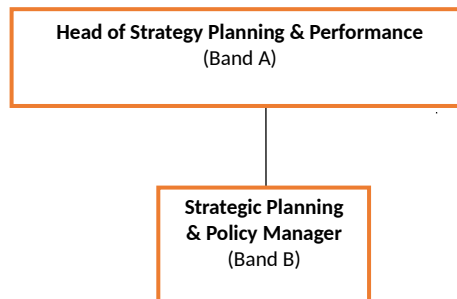 Head of Strategy Planning & Performance
(Band A)
Strategic Planning
& Policy Manager
(Band B)